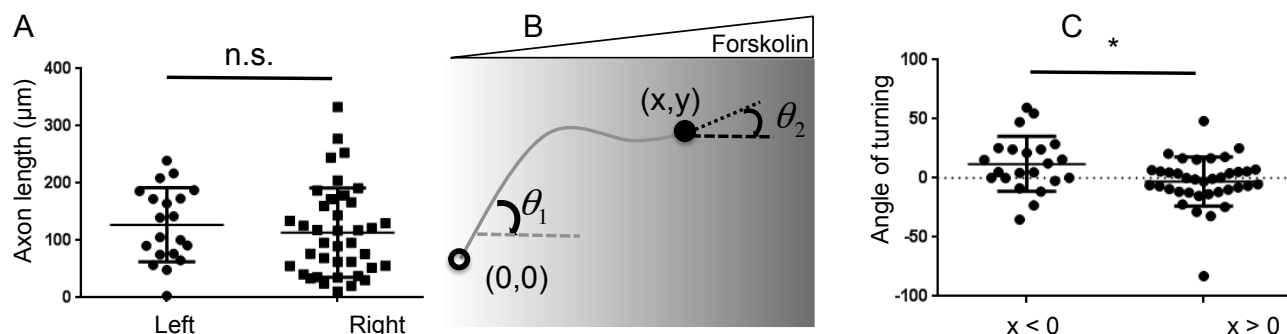 A
n.s.
Axon length (µm)
400
300
200
100
0
Left
Right
B
Forskolin
(x,y)
θ2
θ1
(0,0)
C
*
Angle of turning
100
50
0
-50
-100
x < 0
x > 0